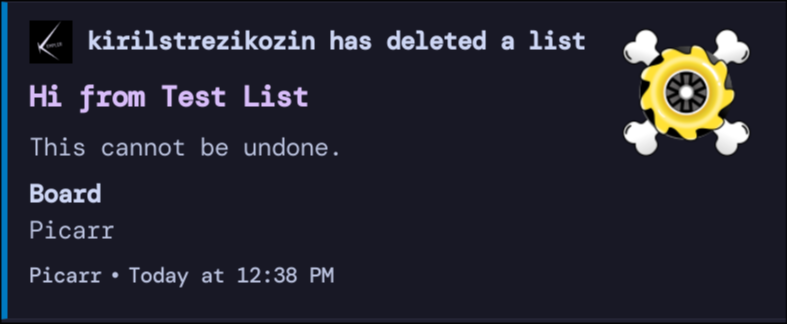 kirilstrezikozin has deleted a list
Hi from Test List
This cannot be undone.
Board
Picarr
Picarr • Today at 12:38 PM